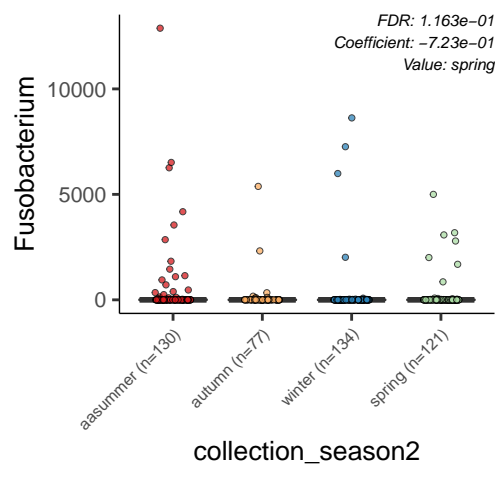 FDR: 1.163e−01
Coefficient: −7.23e−01
Value: spring
Fusobacterium
10000
5000
0
aasummer (n=130)
autumn (n=77)
winter (n=134)
spring (n=121)
collection_season2